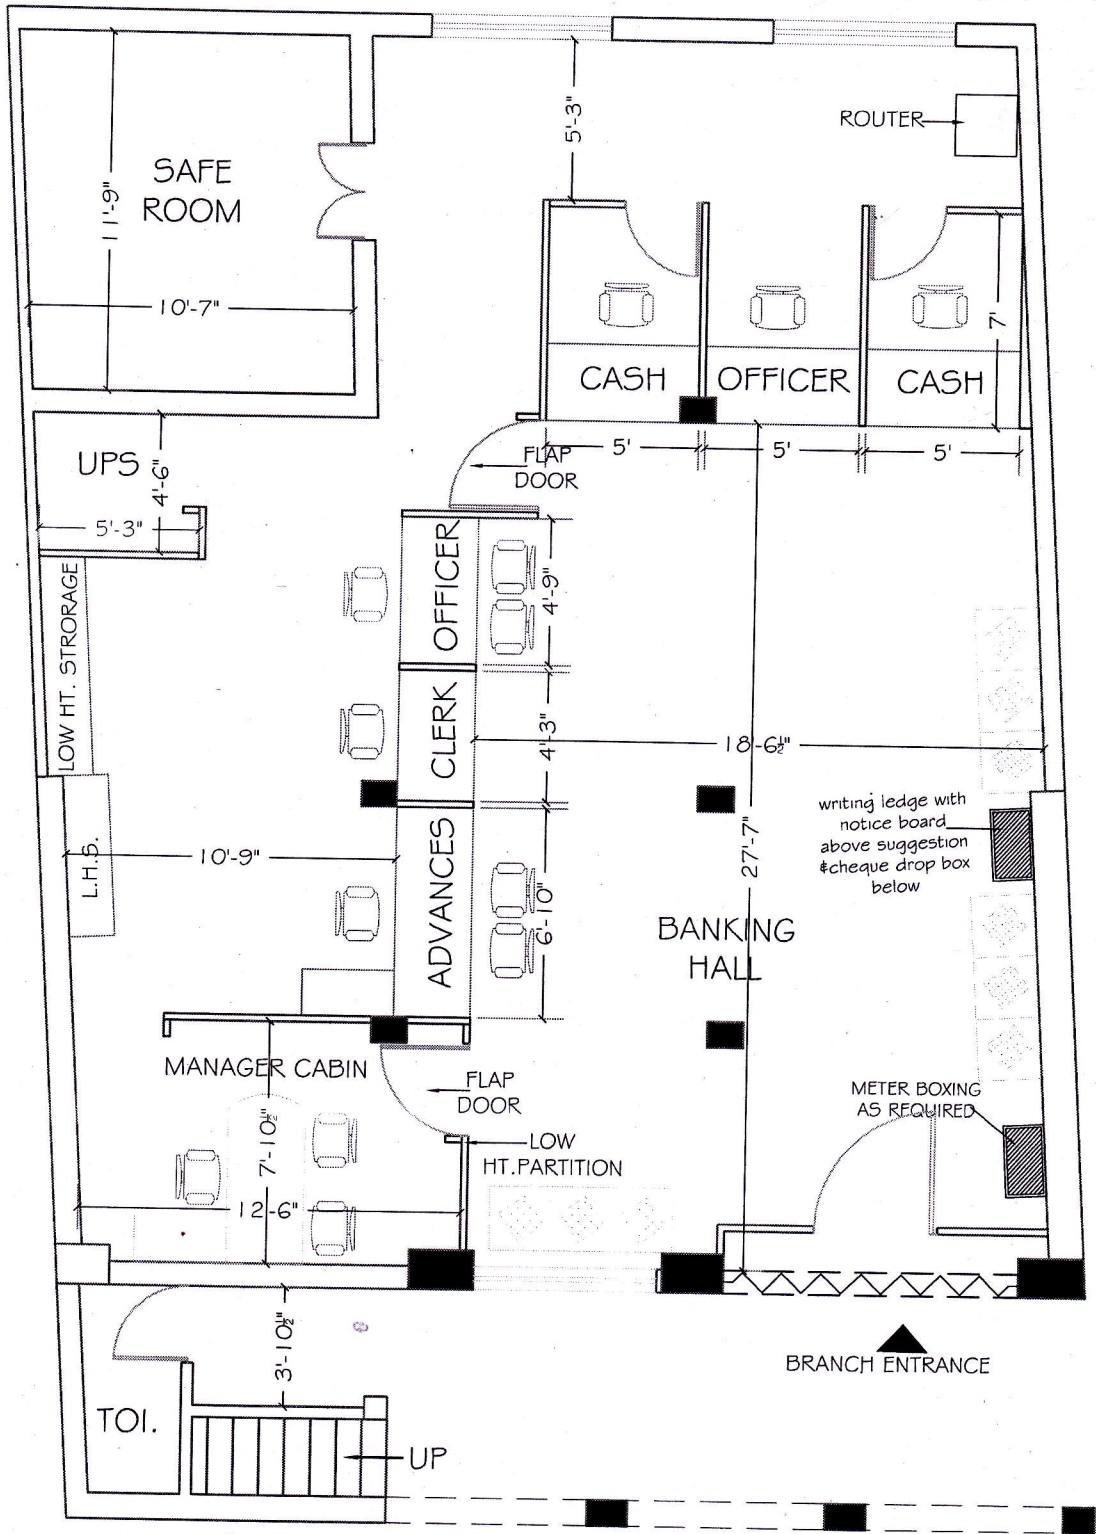 ROUTER
5'-3"
SAFE
ROOM
11'-9"
10'-7"
7'
CASH
OFFICER
CASH
5'
5'
5'
UPS
4'-6"
5'-3"
FLAP
DOOR
OFFICER
4'-9"
LOW HT. STRORAGE
CLERK
4'-3"
18'-6½"
27'-7"
writing ledge with
notice board
above suggestion
&cheque drop box
below
L.H.S.
10'-9"
ADVANCES
6'-10"
BANKING
HALL
MANAGER CABIN
7'-10½"
12'-6"
FLAP
DOOR
LOW
HT.PARTITION
METER BOXING
AS REQUIRED
3'-10½"
BRANCH ENTRANCE
TOI.
UP